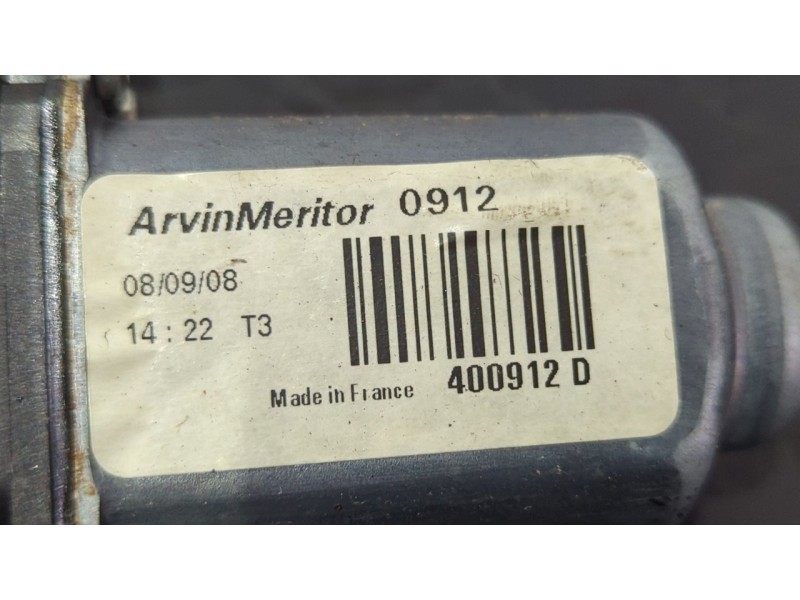 ArvinMeritor 0912
08/09/08
14 : 22 T3
Made in France 400912 D